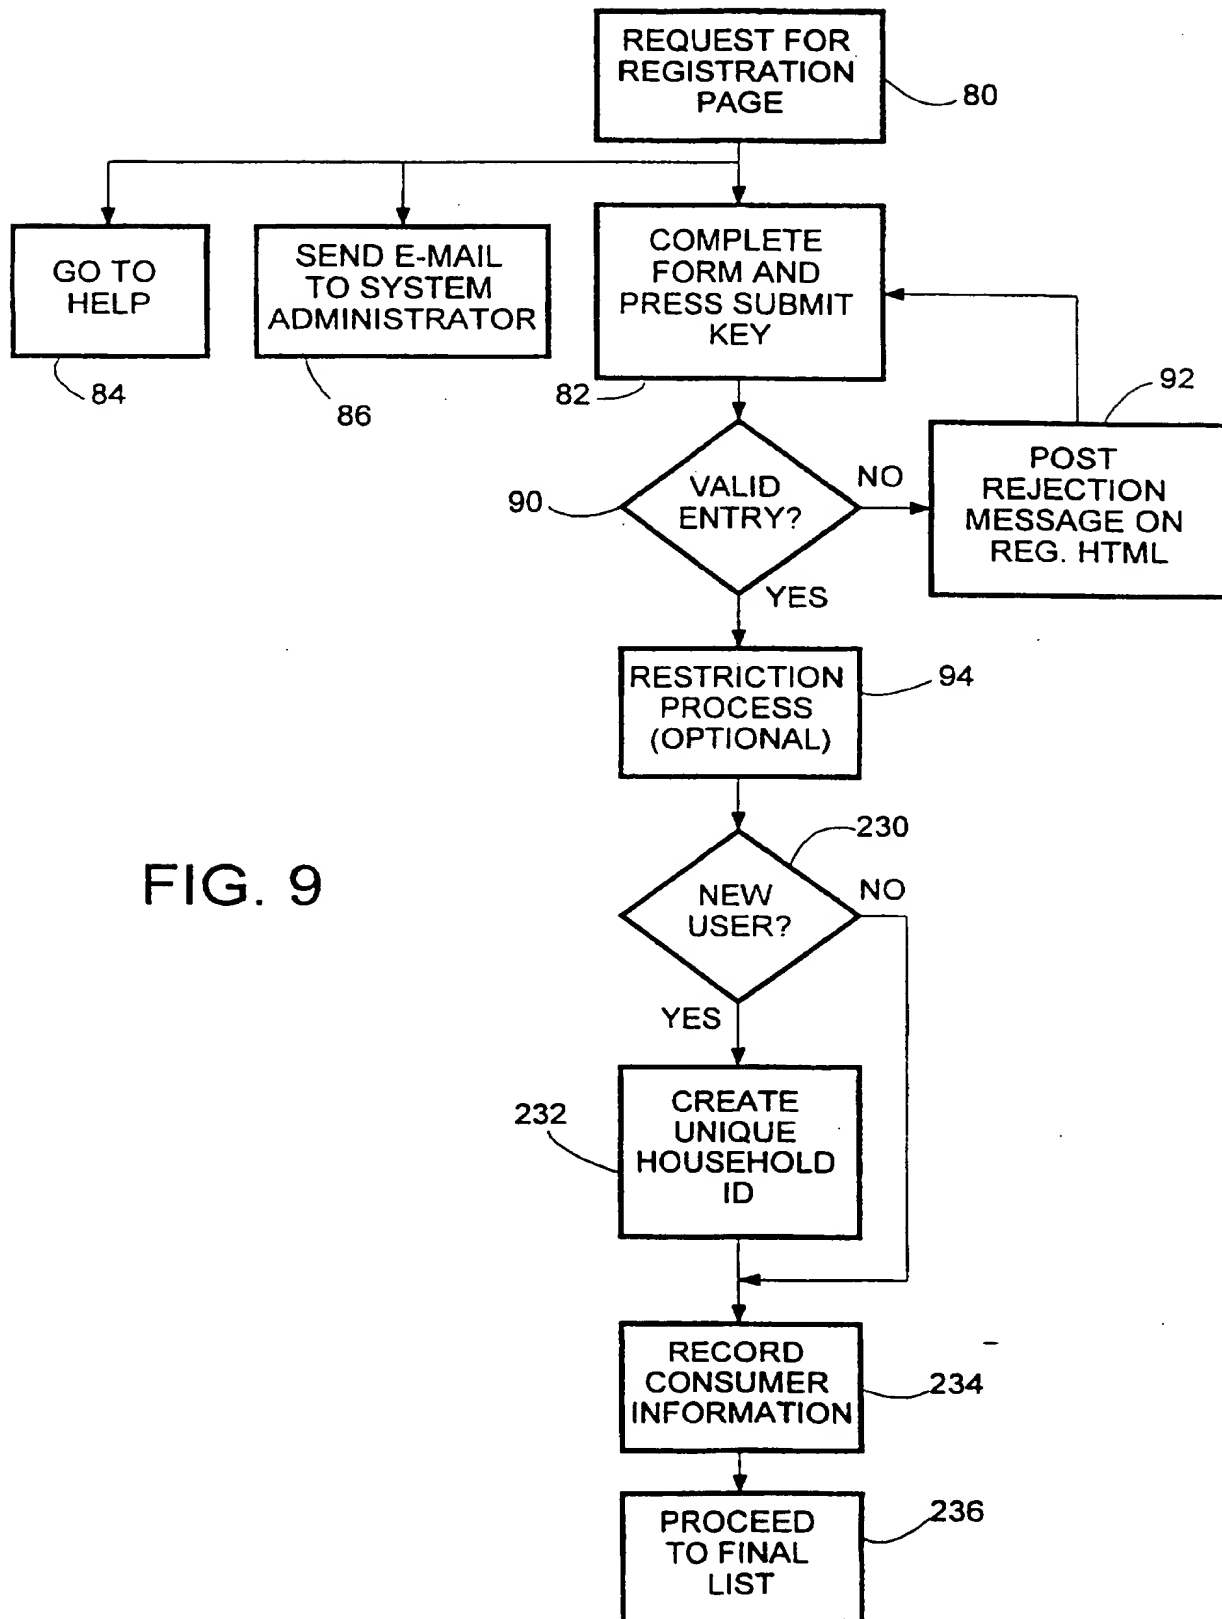 REQUEST FOR
REGISTRATION
PAGE
80
GO TO
HELP
84
SEND E-MAIL
TO SYSTEM
ADMINISTRATOR
86
COMPLETE
FORM AND
PRESS SUBMIT
KEY
82
92
POST
REJECTION
MESSAGE ON
REG. HTML
90
VALID
ENTRY?
NO
YES
RESTRICTION
PROCESS
(OPTIONAL)
94
230
NEW
USER?
NO
YES
FIG. 9
232
CREATE
UNIQUE
HOUSEHOLD
ID
RECORD
CONSUMER
INFORMATION
234
PROCEED
TO FINAL
LIST
236